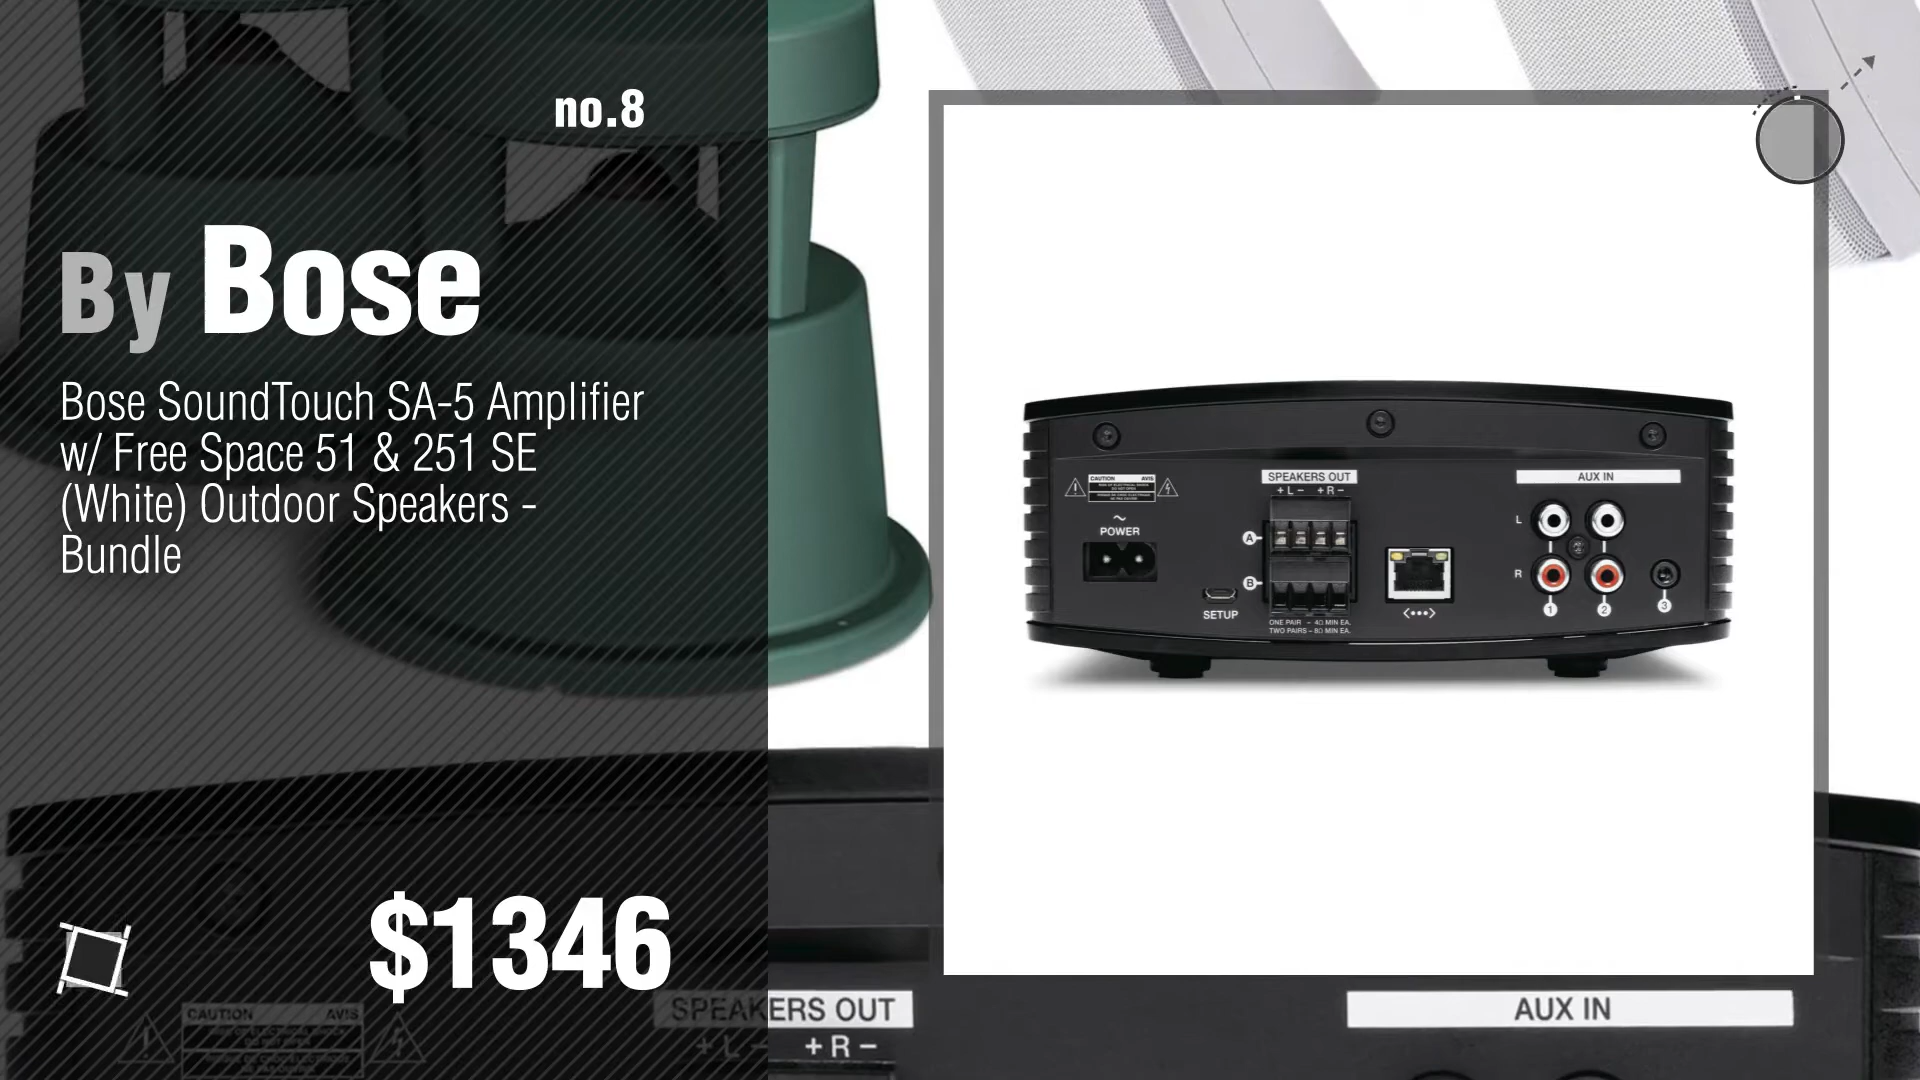 no.8
By Bose
Bose SoundTouch SA-5 Amplifier
w/ Free Space 51 & 251 SE
(White) Outdoor Speakers -
Bundle
$1346
CAUTION AVIS
SPEAKERS OUT
+ L - + R -
AUX IN
POWER
A
B
SETUP
ONE PAIR - 4Ω MIN EA.
TWO PAIRS - 8Ω MIN EA.
L
R
1 2 3
CAUTION AVIS
SPEAKERS OUT
+ L - + R -
AUX IN